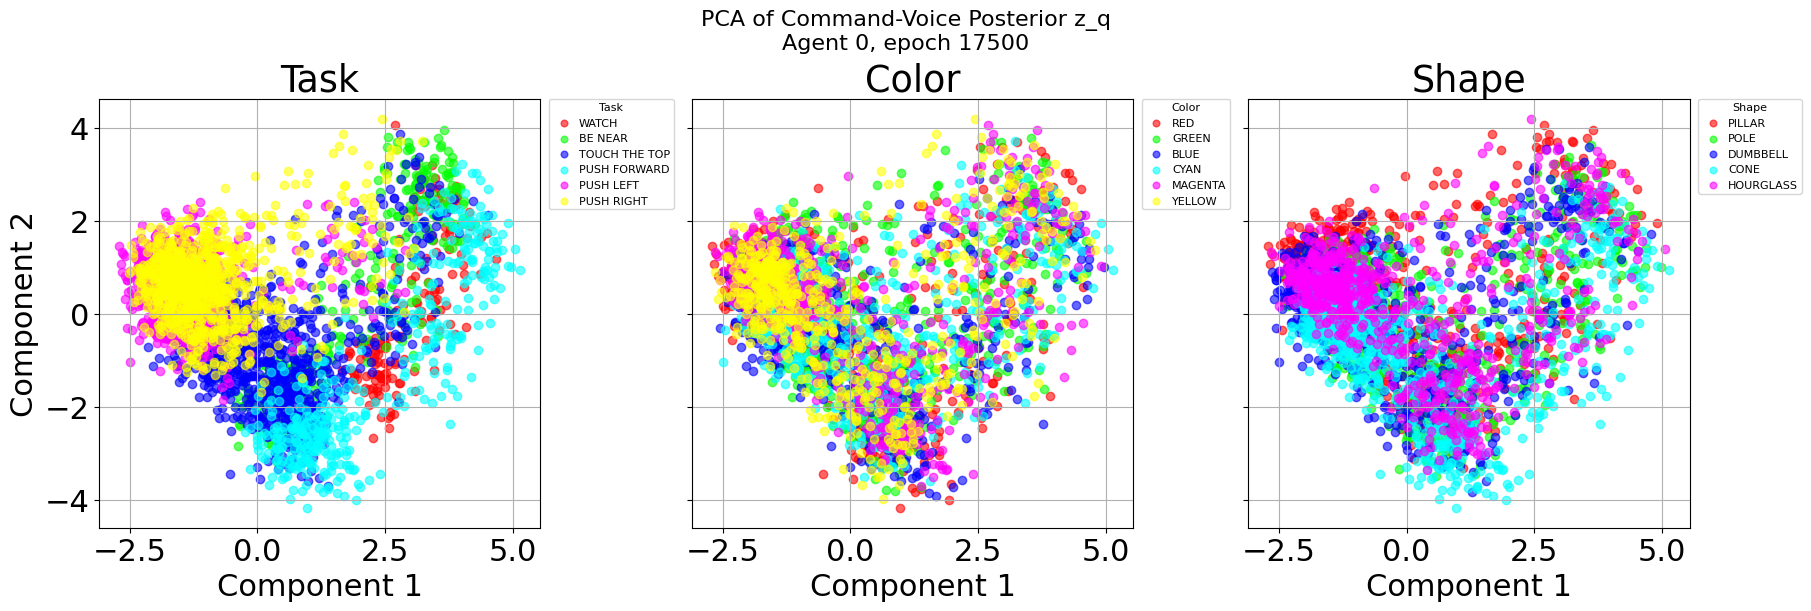 PCA of Command-Voice Posterior z_q
Agent 0, epoch 17500
Task
Color
Shape
Task
WATCH
BE NEAR
TOUCH THE TOP
PUSH FORWARD
PUSH LEFT
PUSH RIGHT
Color
RED
GREEN
BLUE
CYAN
MAGENTA
YELLOW
Shape
PILLAR
POLE
DUMBBELL
CONE
HOURGLASS
Component 2
4
2
0
−2
−4
−2.5 0.0 2.5 5.0
−2.5 0.0 2.5 5.0
−2.5 0.0 2.5 5.0
Component 1
Component 1
Component 1